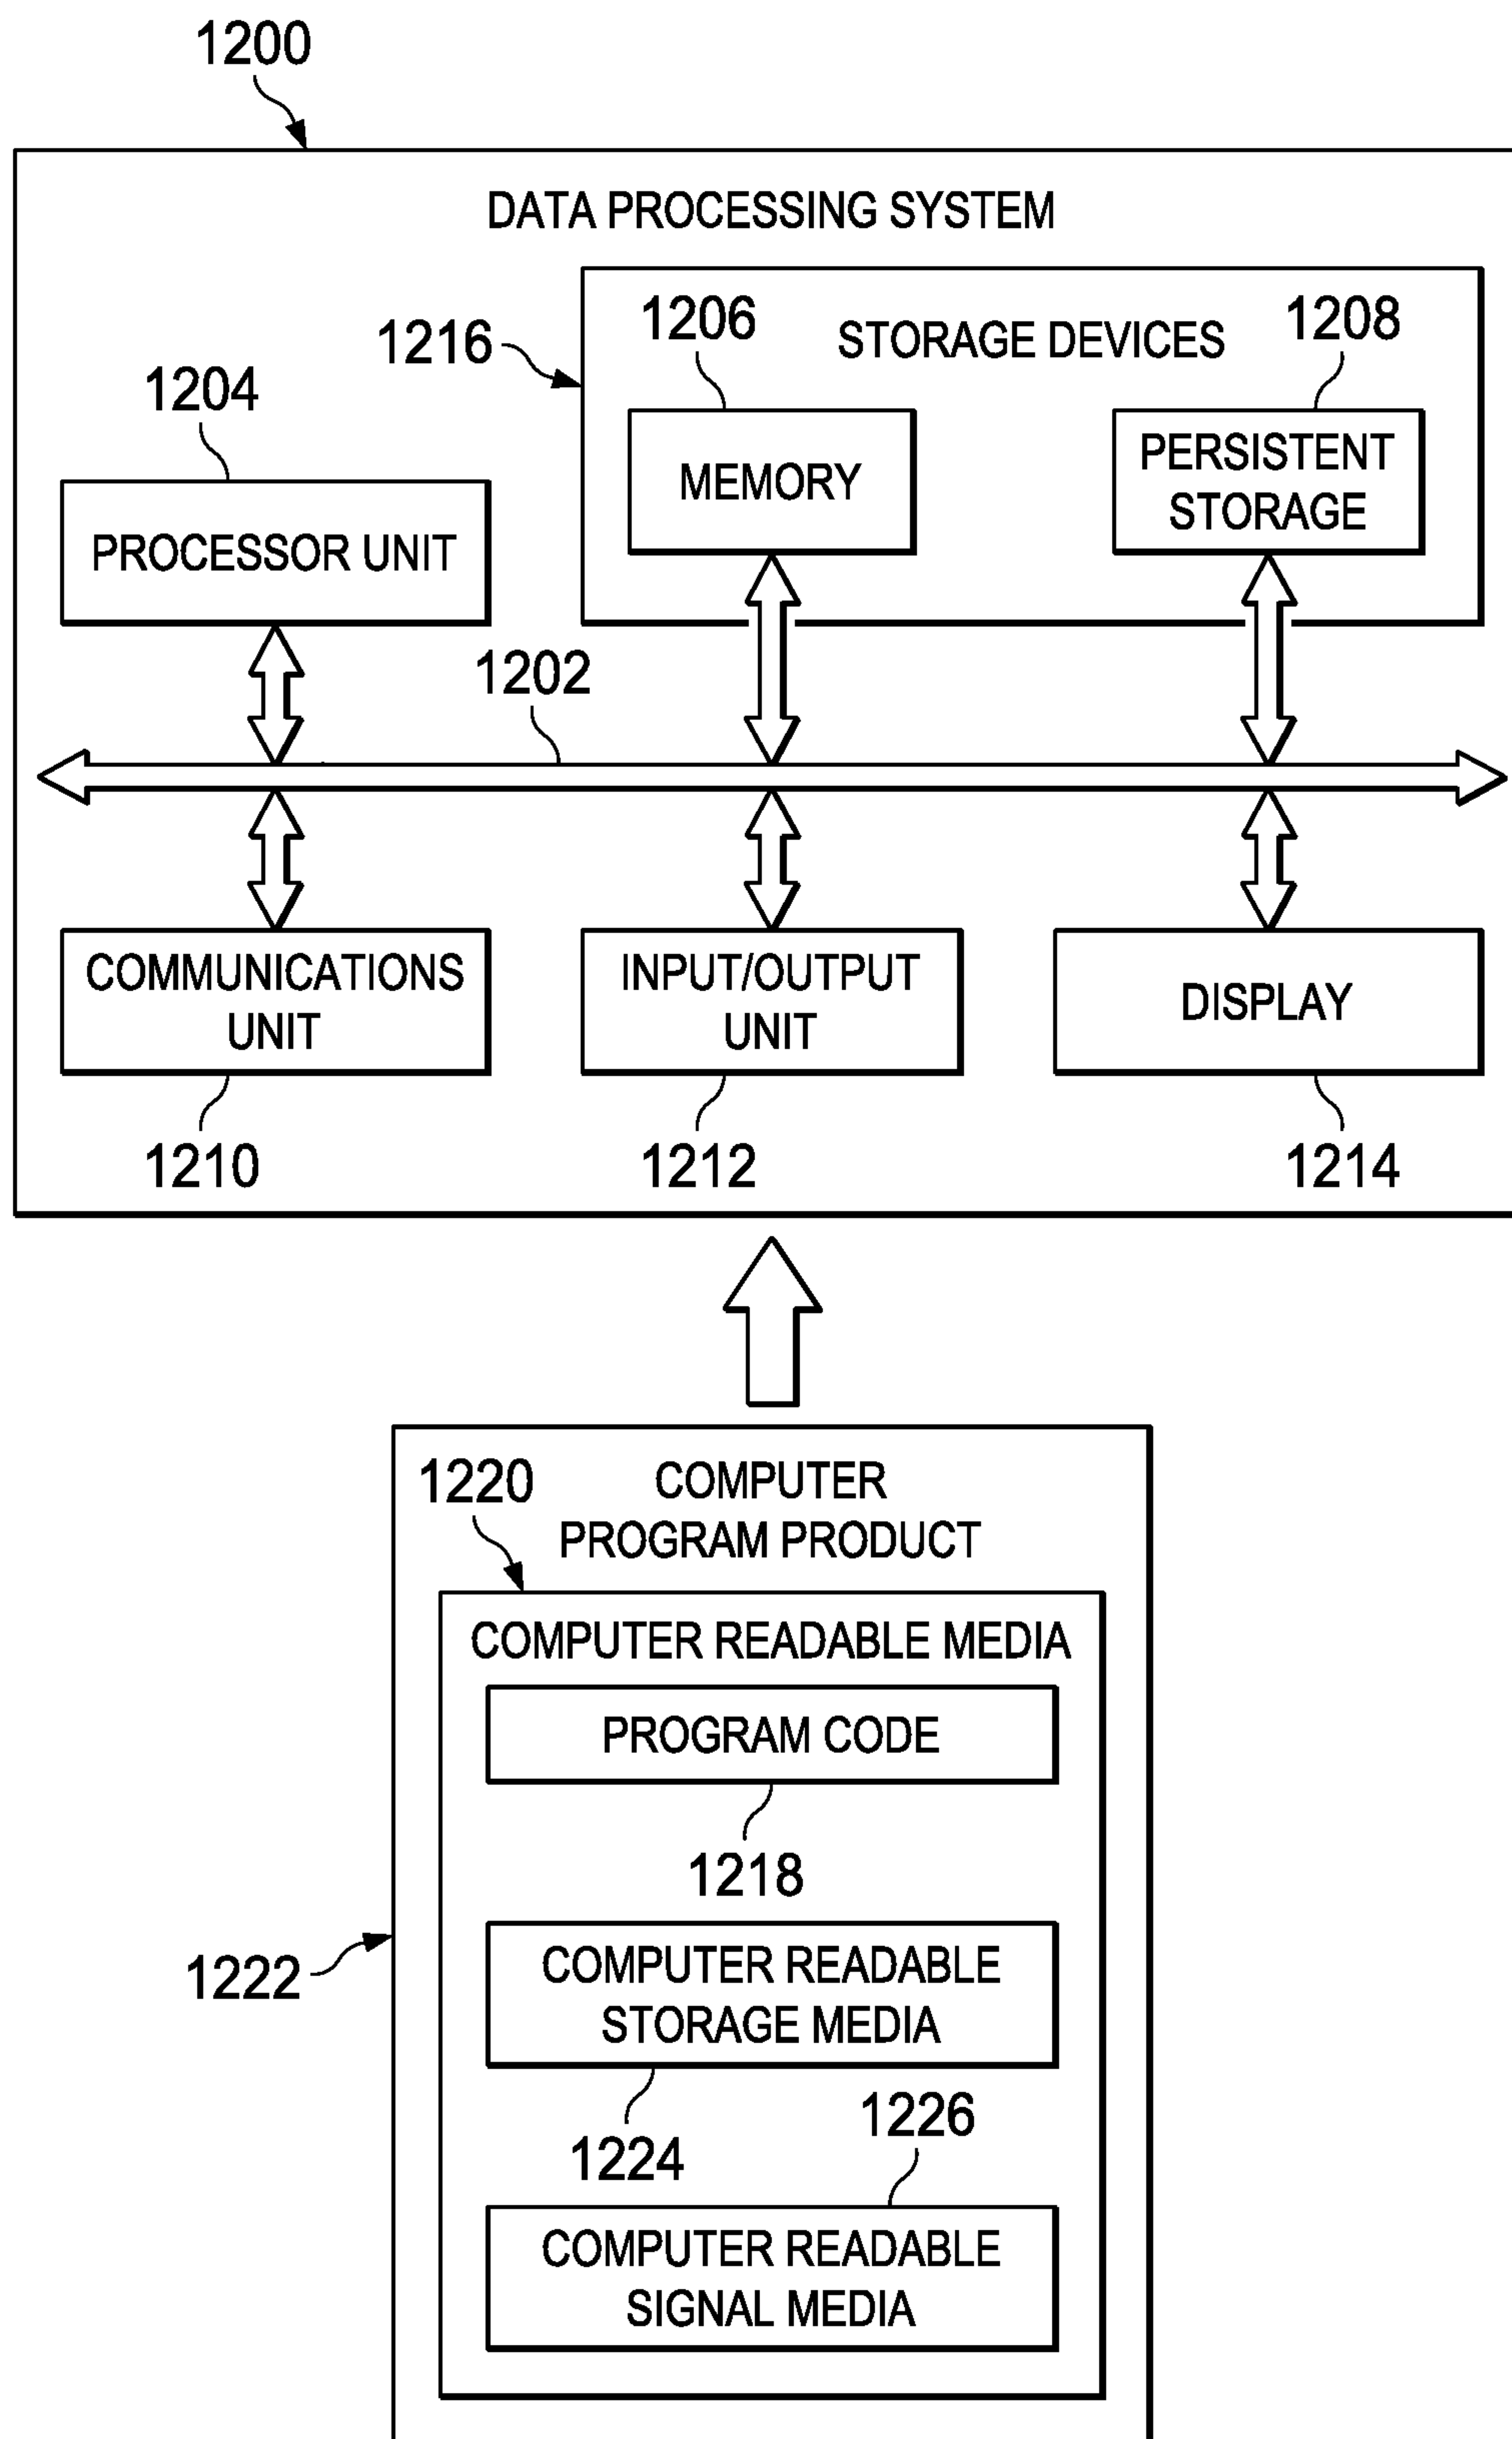 1200
DATA PROCESSING SYSTEM
1216
1206
STORAGE DEVICES
1208
1204
MEMORY
PERSISTENT
STORAGE
PROCESSOR UNIT
1202
COMMUNICATIONS
UNIT
INPUT/OUTPUT
UNIT
DISPLAY
1210
1212
1214
1220
COMPUTER
PROGRAM PRODUCT
COMPUTER READABLE MEDIA
PROGRAM CODE
1218
1222
COMPUTER READABLE
STORAGE MEDIA
1224
1226
COMPUTER READABLE
SIGNAL MEDIA